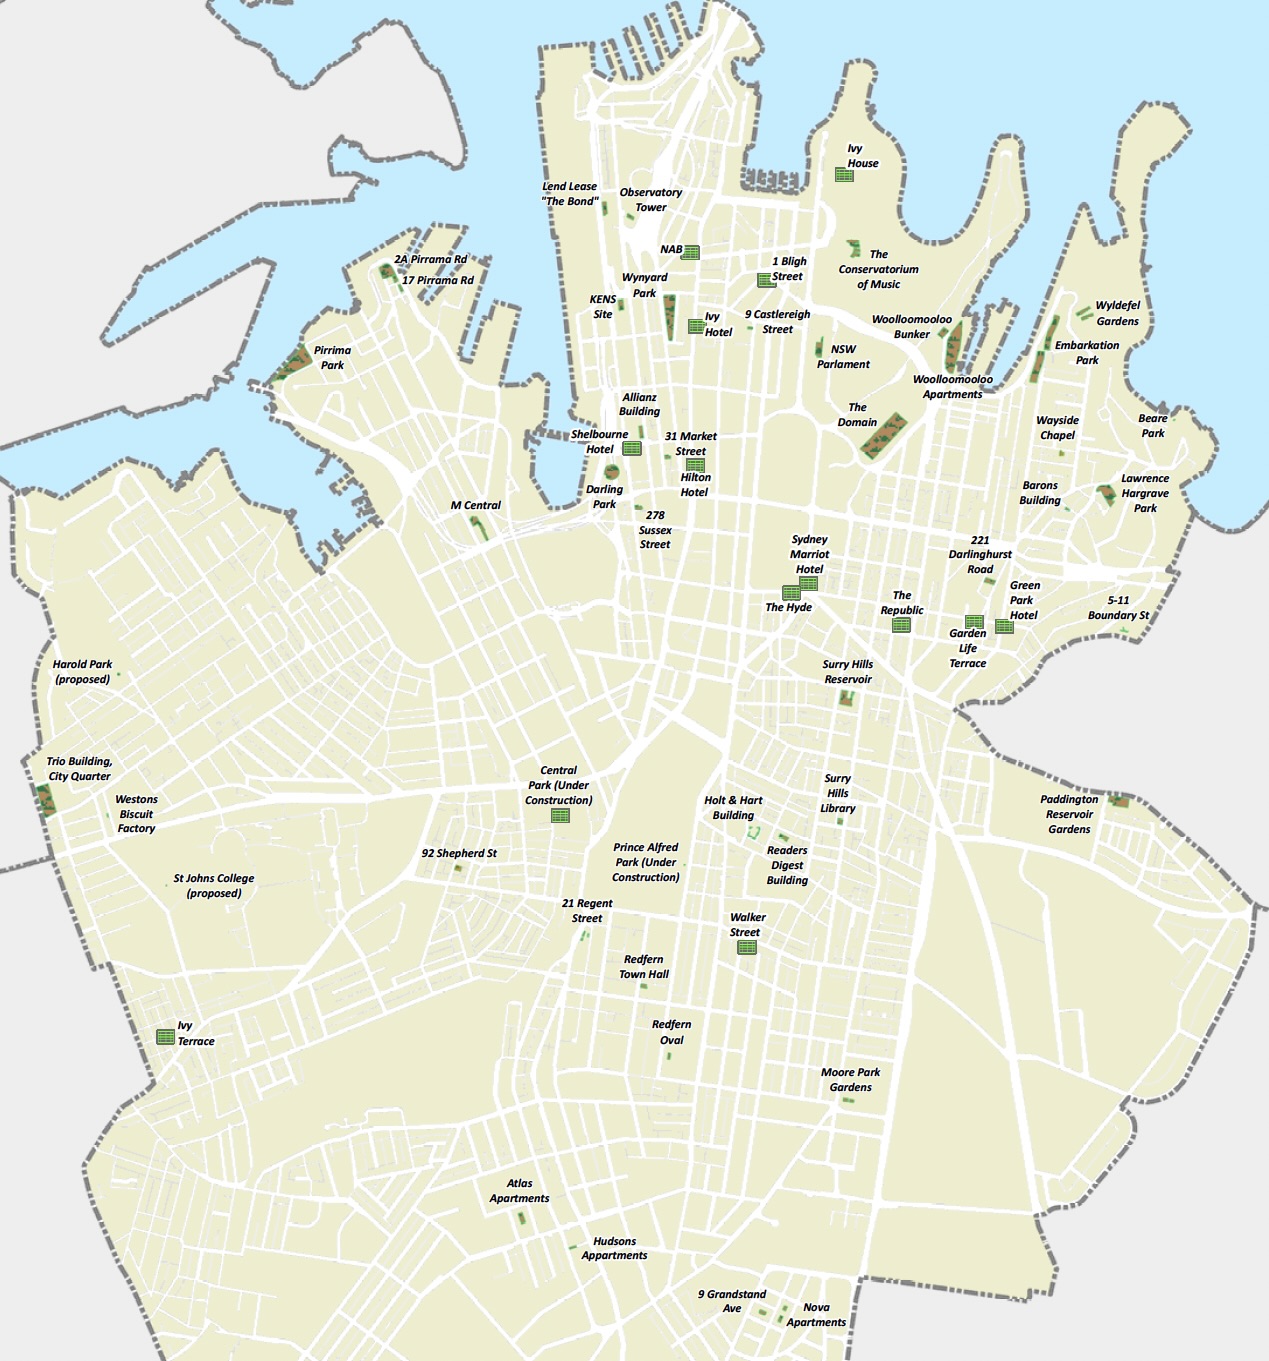 Ivy
House
Lend Lease
"The Bond"
Observatory
Tower
NAB
1 Bligh
Street
The
Conservatorium
of Music
2A Pirrama Rd
17 Pirrama Rd
Wynyard
Park
KENS
Site
Ivy
Hotel
9 Castlereigh
Street
Woolloomooloo
Bunker
Wyldefel
Gardens
Embarkation
Park
Pirrima
Park
NSW
Parlament
Woolloomooloo
Apartments
Allianz
Building
The
Domain
Wayside
Chapel
Beare
Park
Shelbourne
Hotel
31 Market
Street
Hilton
Hotel
Darling
Park
Barons
Building
Lawrence
Hargrave
Park
M Central
278
Sussex
Street
Sydney
Marriot
Hotel
The Hyde
221
Darlinghurst
Road
The
Republic
Green
Park
Hotel
5-11
Boundary St
Garden
Life
Terrace
Harold Park
(proposed)
Surry Hills
Reservoir
Trio Building,
City Quarter
Westons
Biscuit
Factory
Central
Park (Under
Construction)
Holt & Hart
Building
Surry
Hills
Library
Paddington
Reservoir
Gardens
92 Shepherd St
Prince Alfred
Park (Under
Construction)
Readers
Digest
Building
St Johns College
(proposed)
21 Regent
Street
Walker
Street
Redfern
Town Hall
Ivy
Terrace
Redfern
Oval
Moore Park
Gardens
Atlas
Apartments
Hudsons
Appartments
9 Grandstand
Ave
Nova
Apartments